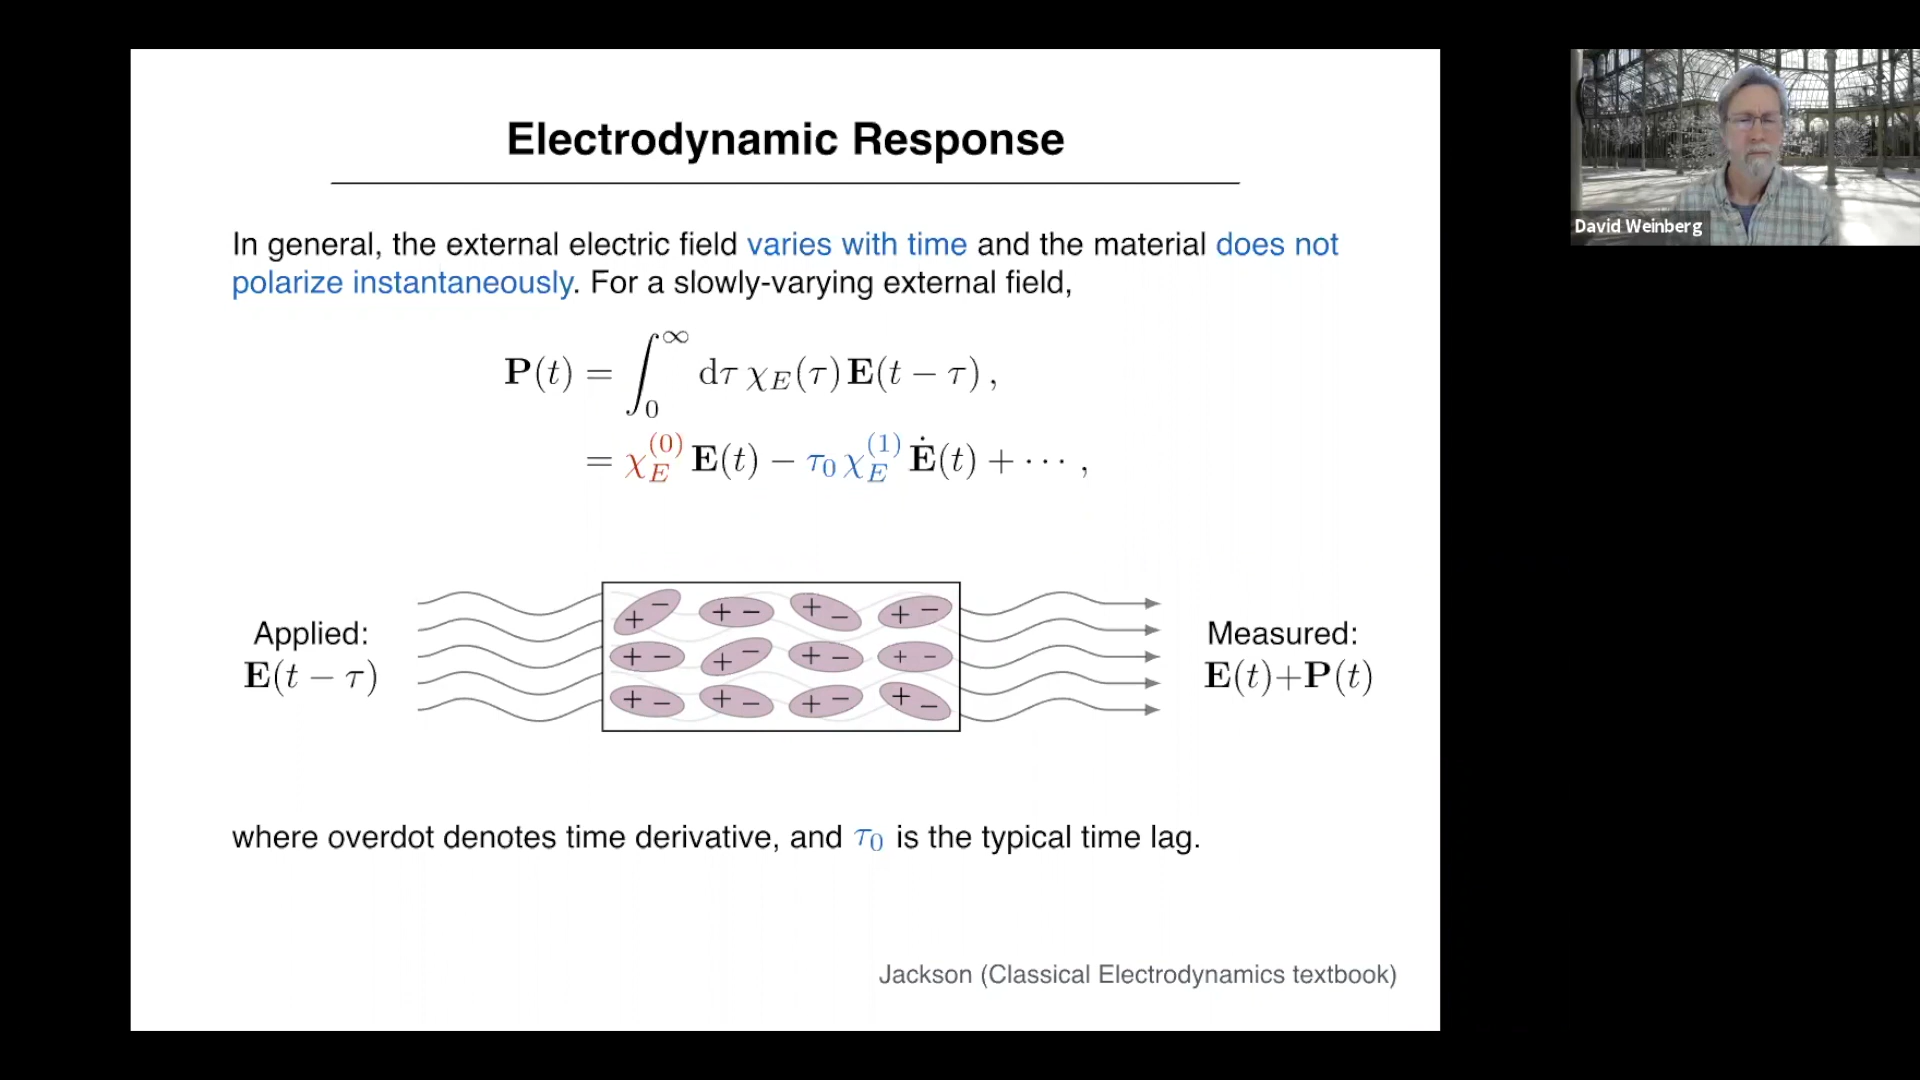 Electrodynamic Response
In general, the external electric field varies with time and the material does not
polarize instantaneously. For a slowly-varying external field,
P(t) = ∫₀^∞ dτ χ_E(τ) E(t − τ) ,
= χ_E^(0) E(t) − τ₀ χ_E^(1) Ė(t) + ··· ,
Applied:
E(t − τ)
+ − + − + − + −
+ − + − + − + −
+ − + − + − + −
Measured:
E(t)+P(t)
where overdot denotes time derivative, and τ₀ is the typical time lag.
Jackson (Classical Electrodynamics textbook)
David Weinberg